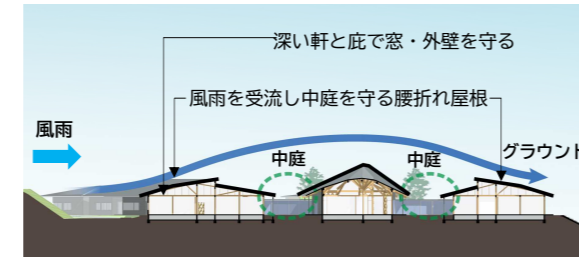 深い軒と庇で窓・外壁を守る
風雨を受流し中庭を守る腰折れ屋根
風雨
中庭
中庭
グラウンド